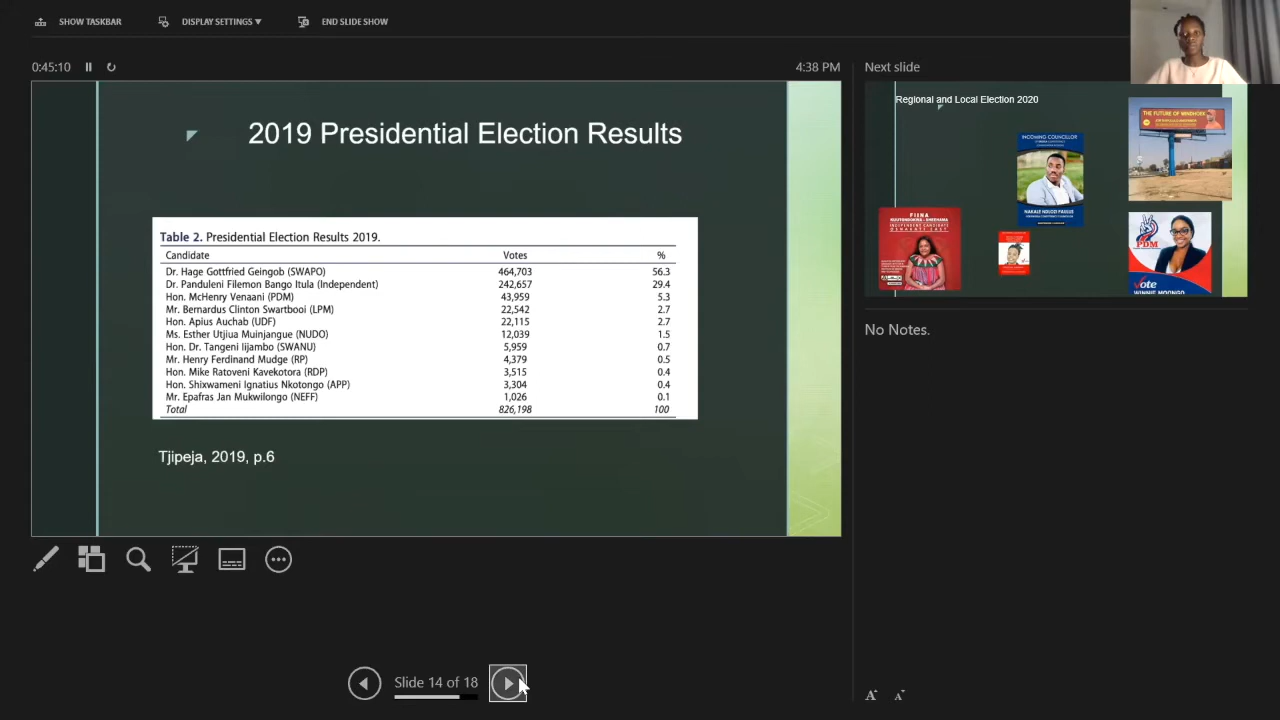 SHOW TASKBAR
DISPLAY SETTINGS ▼
END SLIDE SHOW
0:45:10
4:38 PM
2019 Presidential Election Results
Table 2. Presidential Election Results 2019.
Candidate Votes %
Dr. Hage Gottfried Geingob (SWAPO) 464,703 56.3
Dr. Panduleni Filemon Bango Itula (Independent) 242,657 29.4
Hon. McHenry Venaani (PDM) 43,959 5.3
Mr. Bernardus Clinton Swartbooi (LPM) 22,542 2.7
Hon. Apius Auchab (UDF) 22,115 2.7
Ms. Esther Utjiua Muinjangue (NUDO) 12,039 1.5
Hon. Dr. Tangeni Iijambo (SWANU) 5,959 0.7
Mr. Henry Ferdinand Mudge (RP) 4,379 0.5
Hon. Mike Ratoveni Kavekotora (RDP) 3,515 0.4
Hon. Shixwameni Ignatius Nkotongo (APP) 3,304 0.4
Mr. Epafras Jan Mukwilongo (NEFF) 1,026 0.1
Total 826,198 100
Tjipeja, 2019, p.6
Slide 14 of 18
Next slide
Regional and Local Election 2020
INCOMING COUNCILLOR
THE FUTURE OF WINDHOEK
FIINA
INDEPENDENT CANDIDATE
PDM
Vote
No Notes.
A A